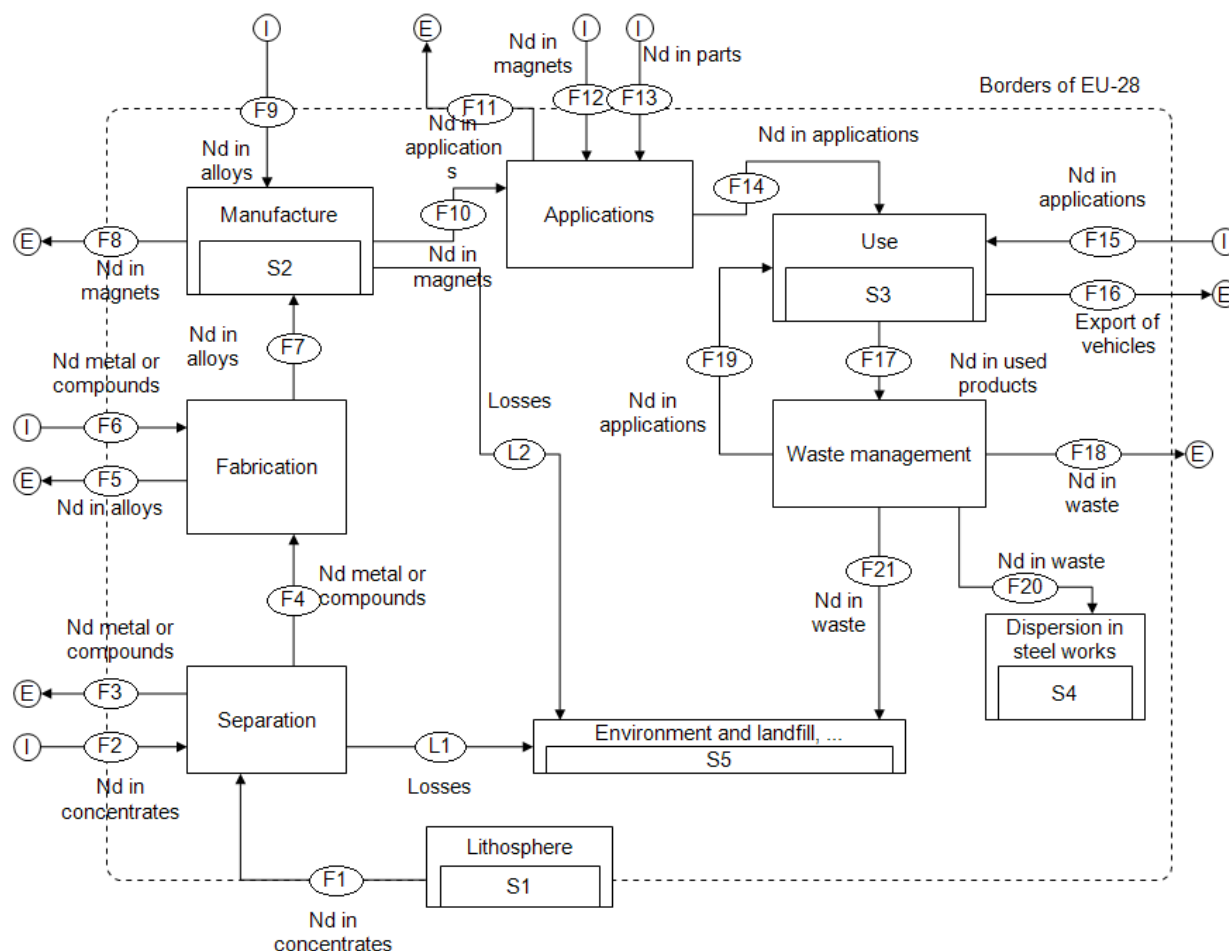 I
E
I
I
Nd in
magnets
Nd in parts
Borders of EU-28
F9
F11
F12
F13
Nd in
alloys
Nd in
application
s
Nd in applications
Manufacture
S2
F10
Applications
F14
Nd in
applications
E
F8
Nd in
magnets
Nd in
magnets
Use
S3
F15
I
F16
E
Export of
vehicles
Nd in
alloys
F7
F19
F17
Nd in used
products
Nd metal or
compounds
I
F6
Losses
Nd in
applications
E
F5
Nd in alloys
Fabrication
L2
Waste management
F18
E
Nd in
waste
Nd metal or
compounds
F4
F21
Nd in
waste
Nd in waste
F20
Nd metal or
compounds
Dispersion in
steel works
S4
E
F3
I
F2
Separation
L1
Losses
Environment and landfill, ...
S5
Nd in
concentrates
Lithosphere
S1
F1
Nd in
concentrates